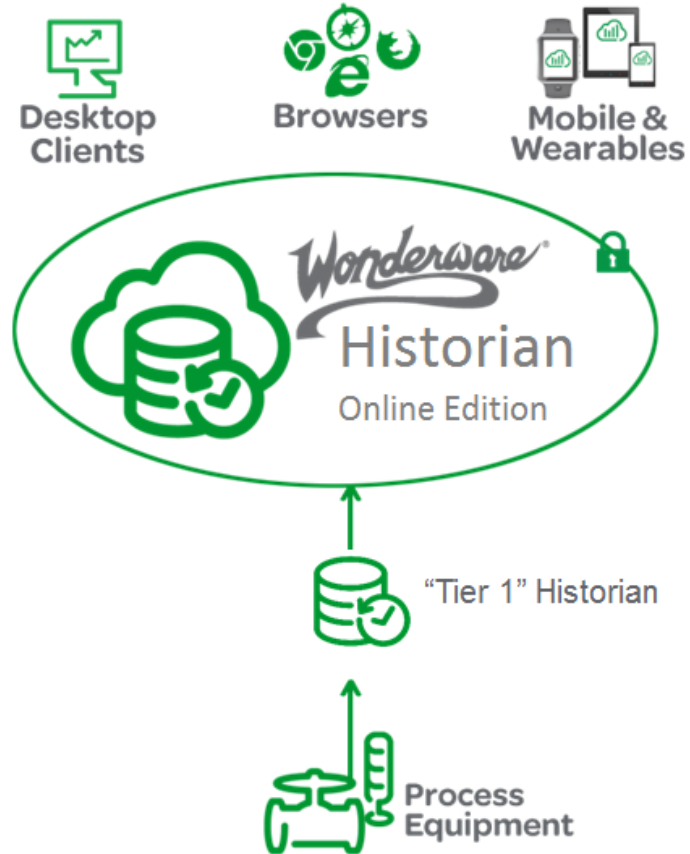 Desktop
Clients
Browsers
Mobile &
Wearables
Wonderware®
Historian
Online Edition
“Tier 1” Historian
Process
Equipment